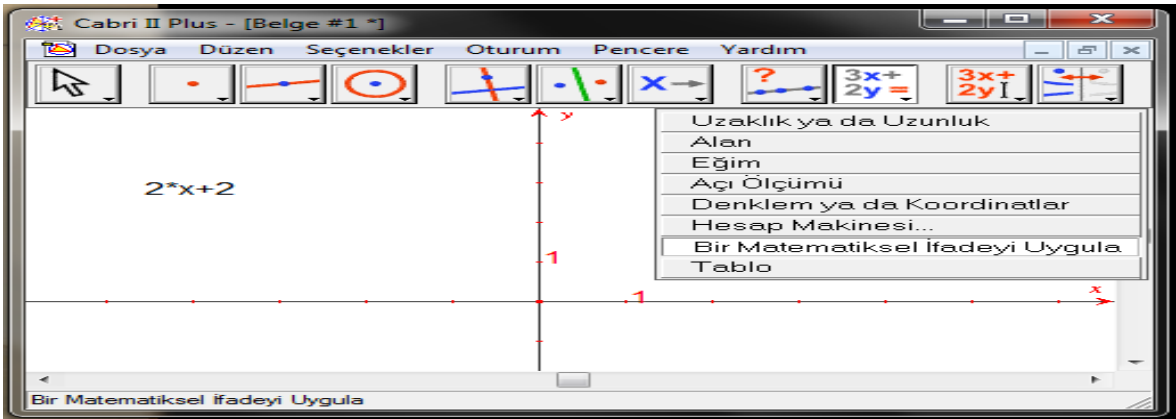 Cabri II Plus - [Belge #1 *]
Dosya Düzen Seçenekler Oturum Pencere Yardım
? 3x+ 2y = 3x+ 2y
y
Uzaklık ya da Uzunluk
Alan
Eğim
2*x+2
Açı Ölçümü
Denklem ya da Koordinatlar
Hesap Makinesi...
Bir Matematiksel İfadeyi Uygula
1
Tablo
1
x
Bir Matematiksel İfadeyi Uygula